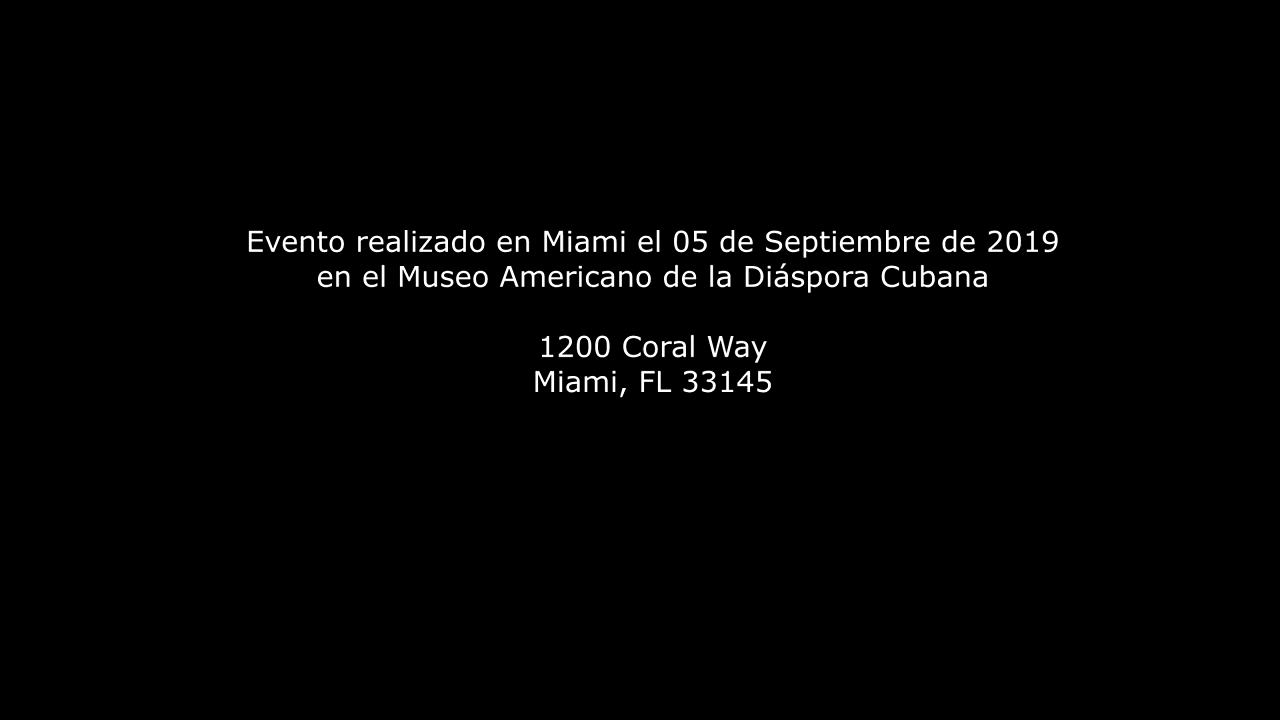 Evento realizado en Miami el 05 de Septiembre de 2019
en el Museo Americano de la Diáspora Cubana
1200 Coral Way
Miami, FL 33145